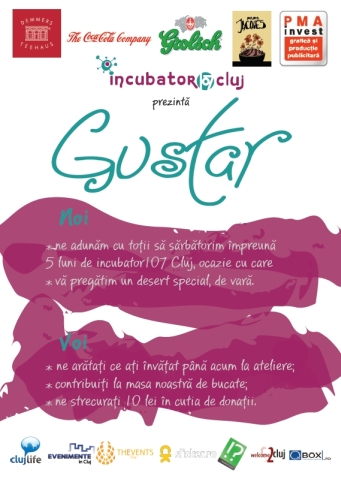 DEMMERS
TEEHAUS
The Coca-Cola Company
Grolsch
JACQUES
PMA
invest
grafică și
producție
publicitară
incubator107cluj
prezintă
Gustar
Noi
* ne adunăm cu toții să sărbătorim împreună
5 luni de incubator107 Cluj, ocazie cu care
* vă pregătim un desert special, de vară.
Voi
* ne arătați ce ați învățat până acum la ateliere;
* contribuiți la masa noastră de bucate;
* ne strecurați 10 lei în cutia de donații.
clujlife
EVENIMENTE
în Cluj
THEVENTS
welcome2cluj
BOX